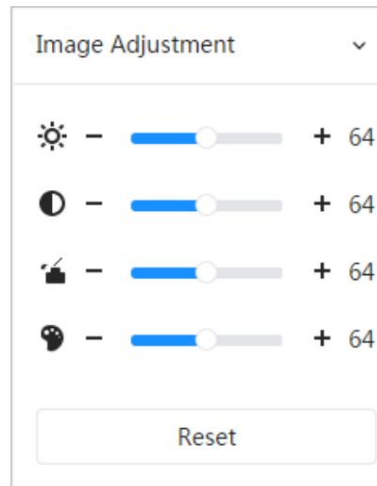 Image Adjustment
- + 64
- + 64
- + 64
- + 64
Reset